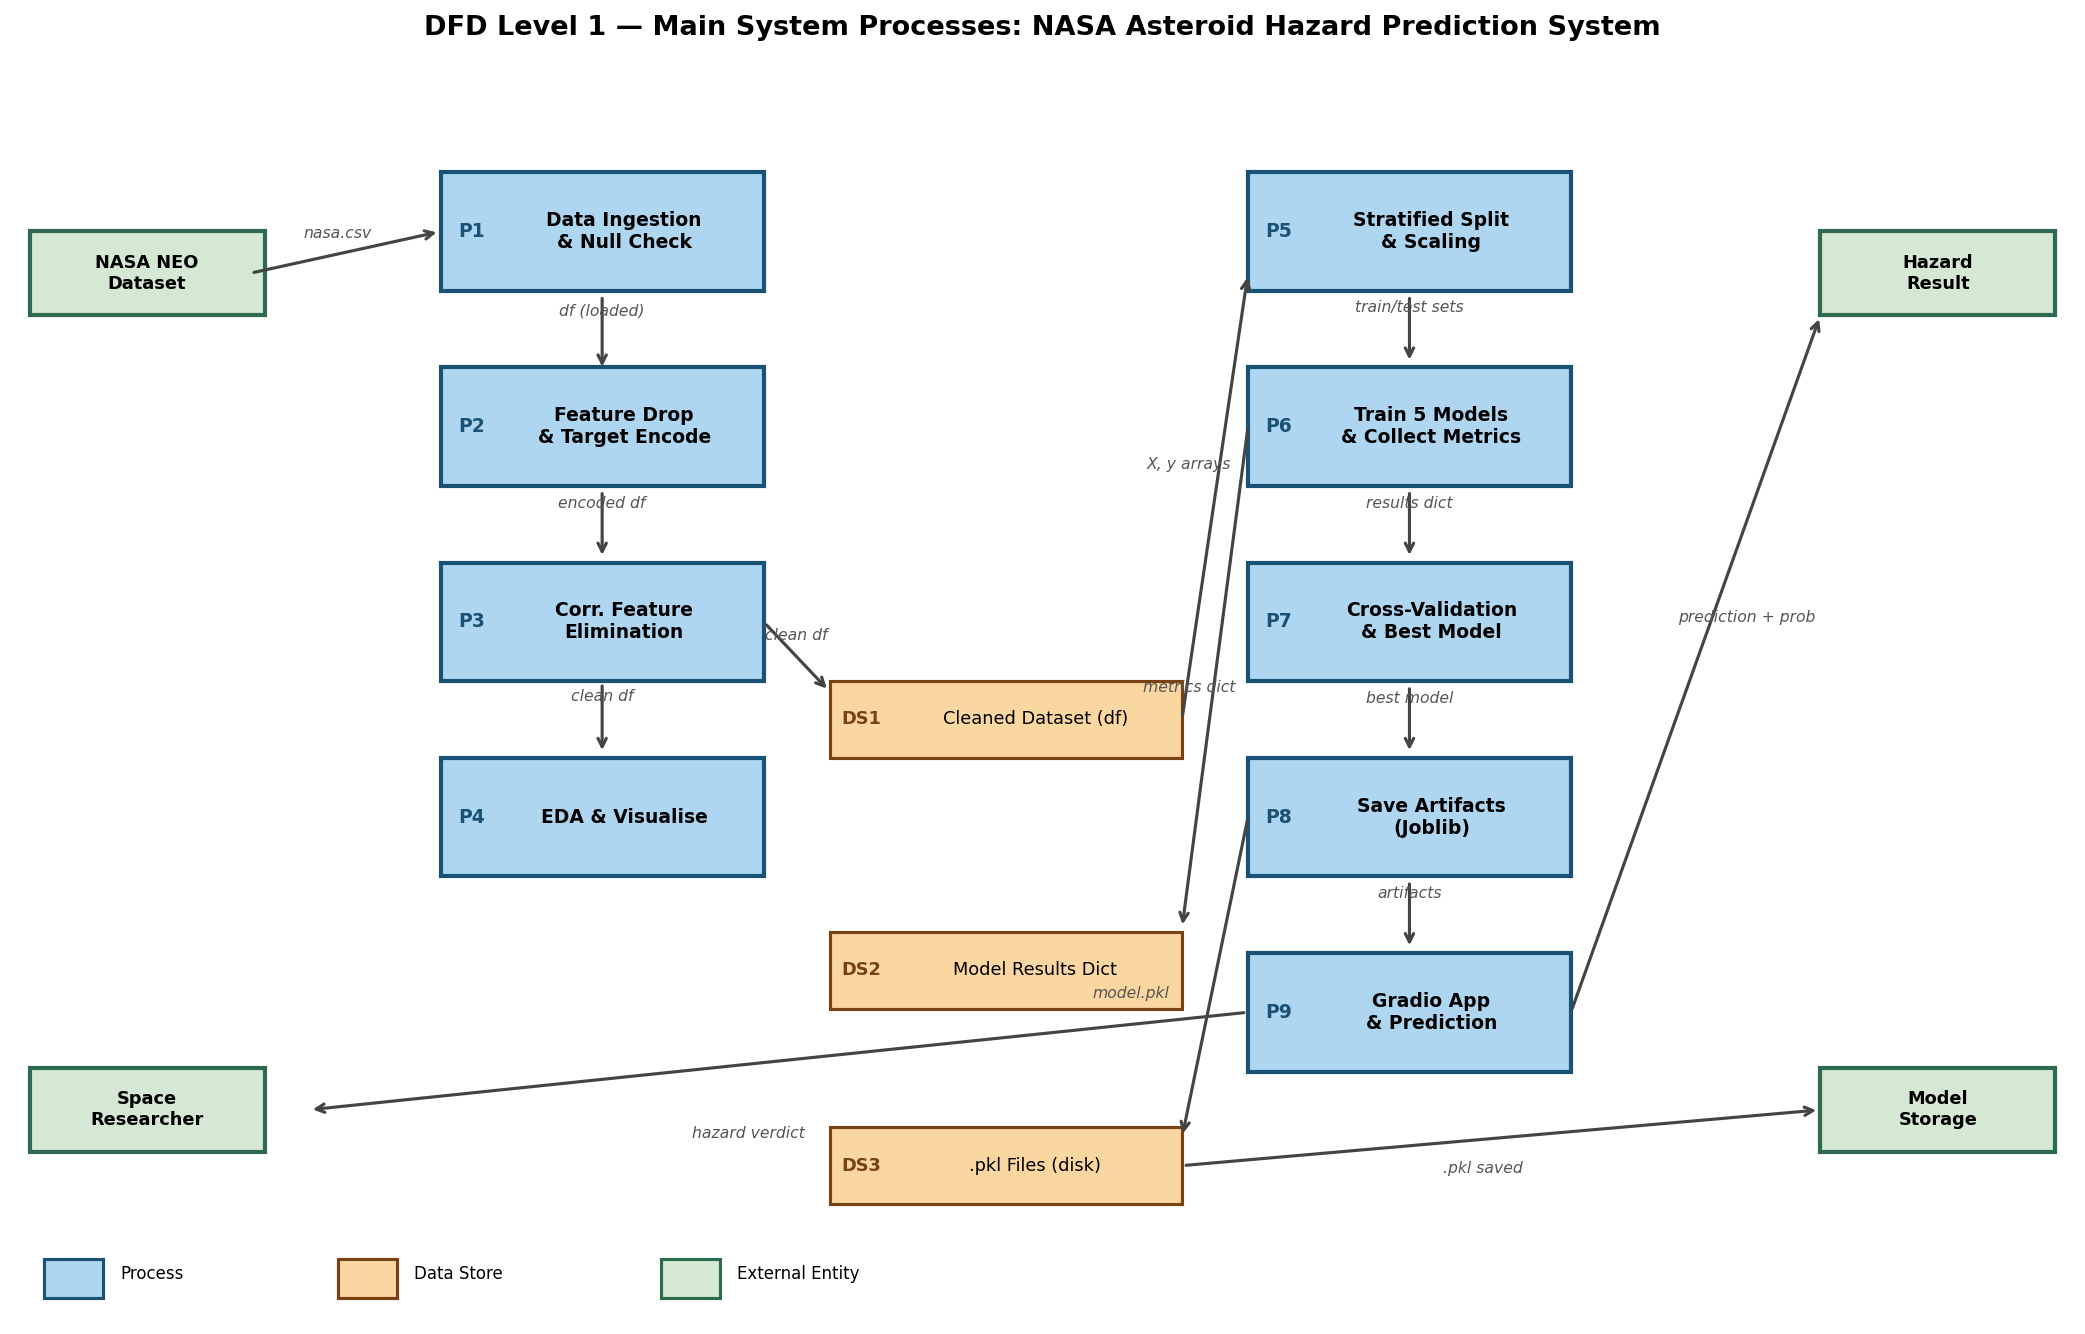 DFD Level 1 — Main System Processes: NASA Asteroid Hazard Prediction System
NASA NEO
Dataset
nasa.csv
P1
Data Ingestion
& Null Check
df (loaded)
P2
Feature Drop
& Target Encode
encoded df
P3
Corr. Feature
Elimination
clean df
clean df
P4
EDA & Visualise
DS1
Cleaned Dataset (df)
X, y arrays
metrics dict
DS2
Model Results Dict
model.pkl
DS3
.pkl Files (disk)
P5
Stratified Split
& Scaling
train/test sets
P6
Train 5 Models
& Collect Metrics
results dict
P7
Cross-Validation
& Best Model
best model
P8
Save Artifacts
(Joblib)
artifacts
P9
Gradio App
& Prediction
Hazard
Result
prediction + prob
Space
Researcher
hazard verdict
.pkl saved
Model
Storage
Process
Data Store
External Entity